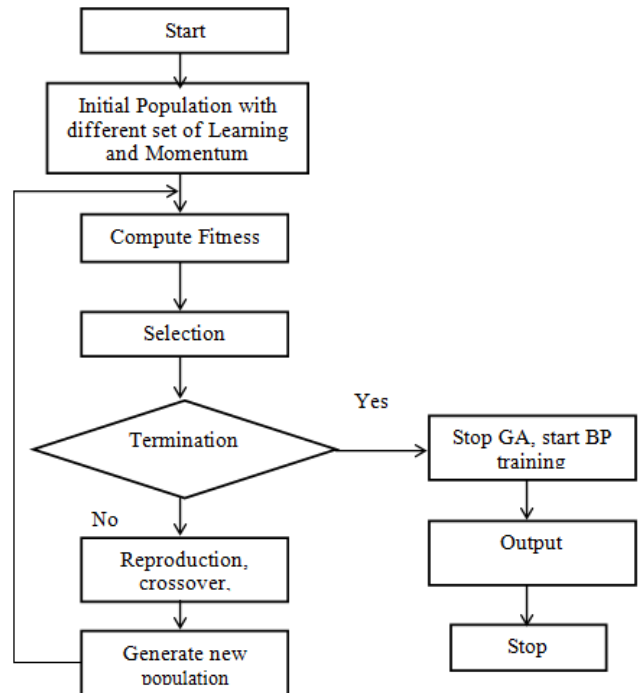 Start
Initial Population with
different set of Learning
and Momentum
Compute Fitness
Selection
Termination
Yes
No
Stop GA, start BP
training
Output
Stop
Reproduction,
crossover,
Generate new
population